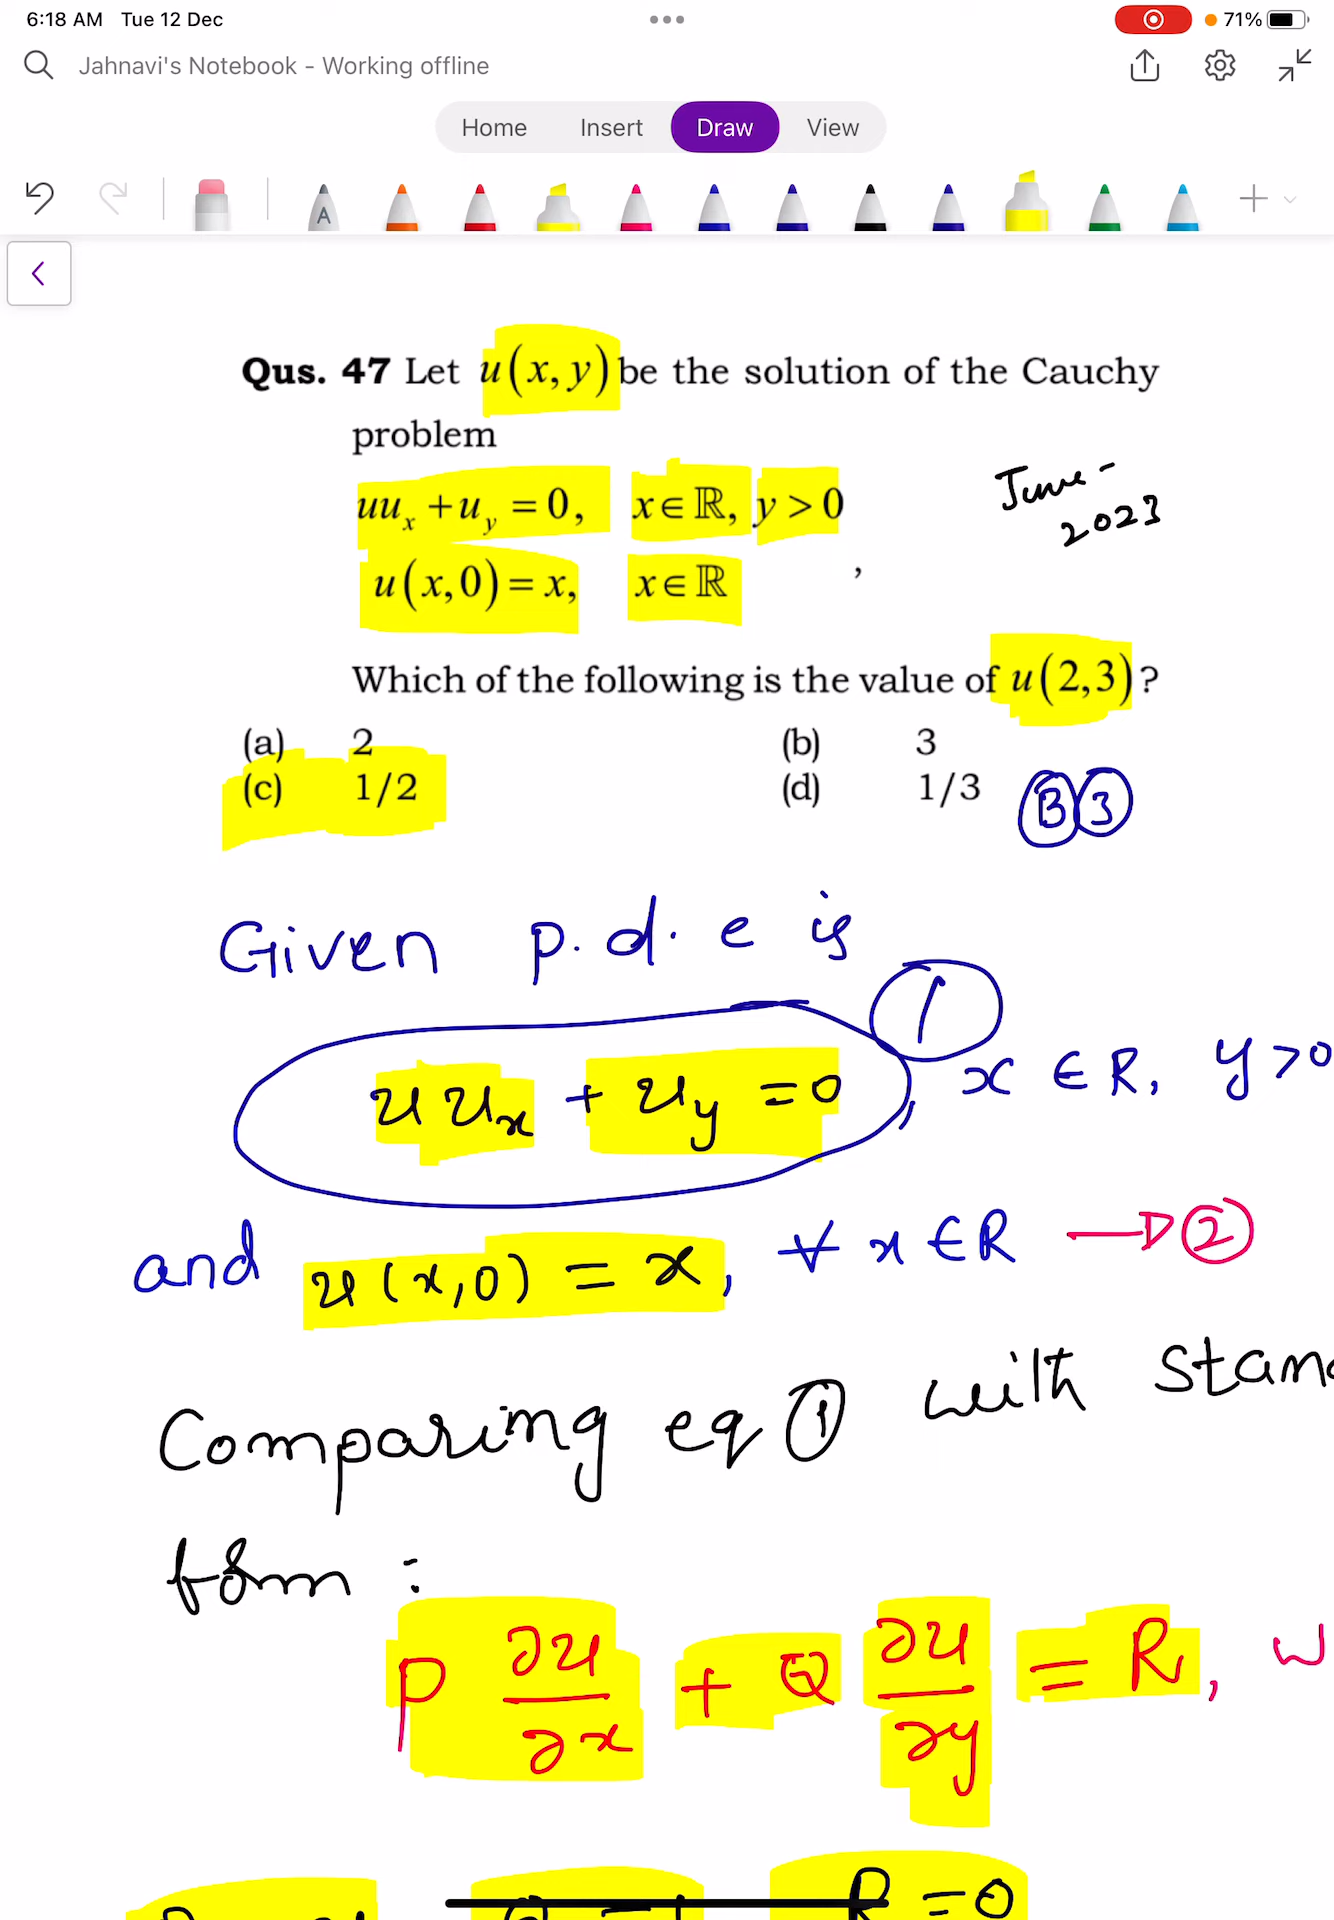 6:18 AM Tue 12 Dec
71%
Jahnavi's Notebook - Working offline
Home Insert Draw View
A
Qus. 47 Let u(x, y) be the solution of the Cauchy
problem
uuₓ + u_y = 0, x ∈ ℝ, y > 0
u(x,0) = x, x ∈ ℝ ,
June -
2023
Which of the following is the value of u(2,3)?
(a) 2 (b) 3
(c) 1/2 (d) 1/3
B 3
Given p.d.e is
1
u uₓ + u_y = 0, x ∈ R, y > 0
and u(x,0) = x, ∀ x ∈ R → 2
Comparing eq 1 with
form :
P ∂u/∂x + Q ∂u/∂y = R,
R = 0